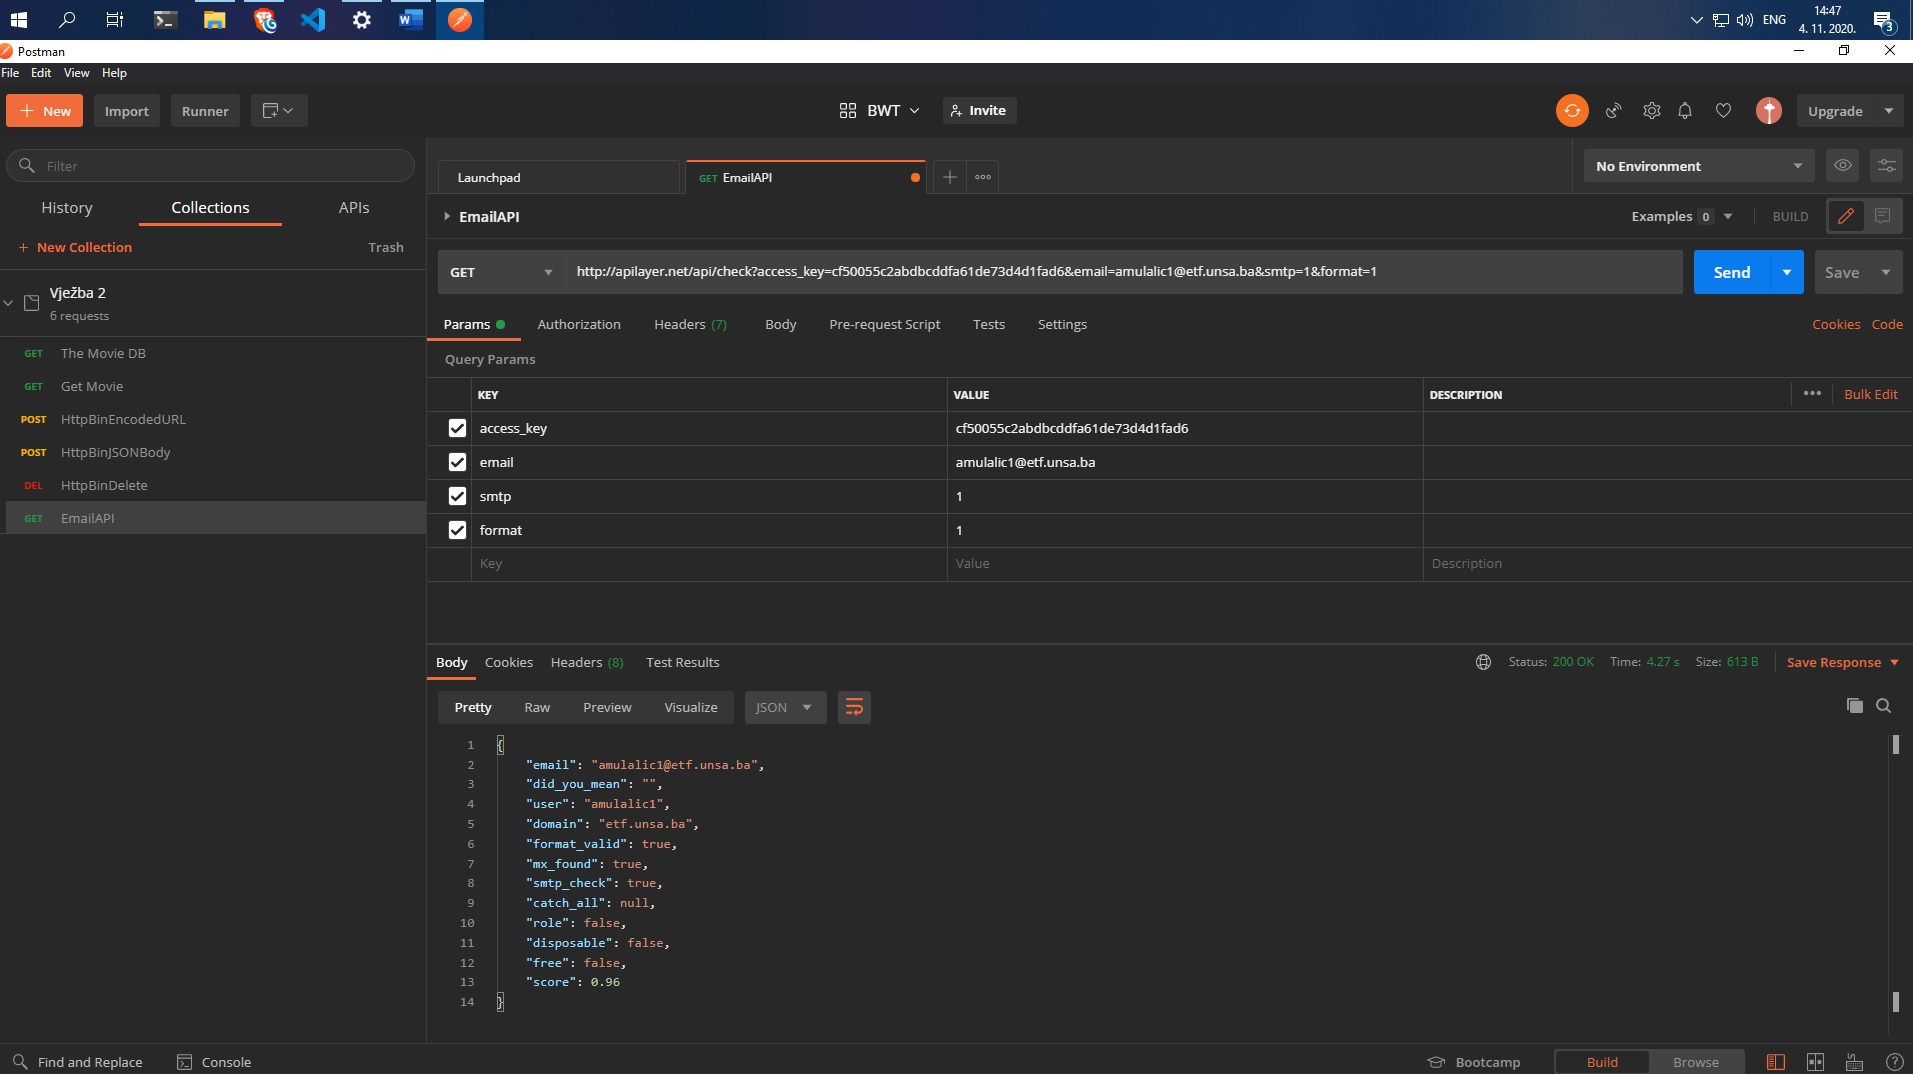 ENG
14:47
4. 11. 2020.
3
Postman
File Edit View Help
New Import Runner
BWT Invite
Upgrade
Filter
History Collections APIs
+ New Collection Trash
Vježba 2
6 requests
GET The Movie DB
GET Get Movie
POST HttpBinEncodedURL
POST HttpBinJSONBody
DEL HttpBinDelete
GET EmailAPI
Launchpad GET EmailAPI
No Environment
EmailAPI Examples 0 BUILD
GET http://apilayer.net/api/check?access_key=cf50055c2abdbcddfa61de73d4d1fad6&email=amulalic1@etf.unsa.ba&smtp=1&format=1 Send Save
Params Authorization Headers (7) Body Pre-request Script Tests Settings Cookies Code
Query Params
KEY VALUE DESCRIPTION Bulk Edit
access_key cf50055c2abdbcddfa61de73d4d1fad6
email amulalic1@etf.unsa.ba
smtp 1
format 1
Key Value Description
Body Cookies Headers (8) Test Results Status: 200 OK Time: 4.27 s Size: 613 B Save Response
Pretty Raw Preview Visualize JSON
1 {
2 "email": "amulalic1@etf.unsa.ba",
3 "did_you_mean": "",
4 "user": "amulalic1",
5 "domain": "etf.unsa.ba",
6 "format_valid": true,
7 "mx_found": true,
8 "smtp_check": true,
9 "catch_all": null,
10 "role": false,
11 "disposable": false,
12 "free": false,
13 "score": 0.96
14 }
Find and Replace Console Bootcamp Build Browse